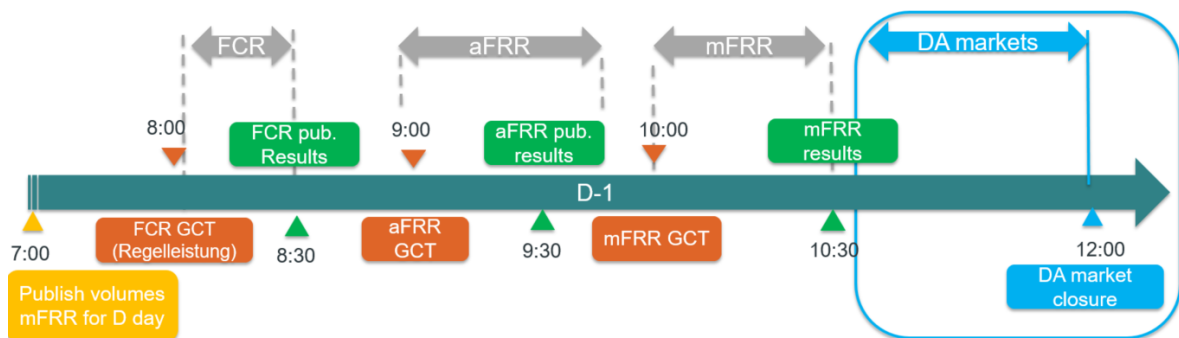 FCR
aFRR
mFRR
DA markets
8:00
FCR pub.
Results
9:00
aFRR pub.
results
10:00
mFRR
results
D-1
7:00
FCR GCT
(Regelleistung)
8:30
aFRR
GCT
9:30
mFRR GCT
10:30
12:00
Publish volumes
mFRR for D day
DA market
closure